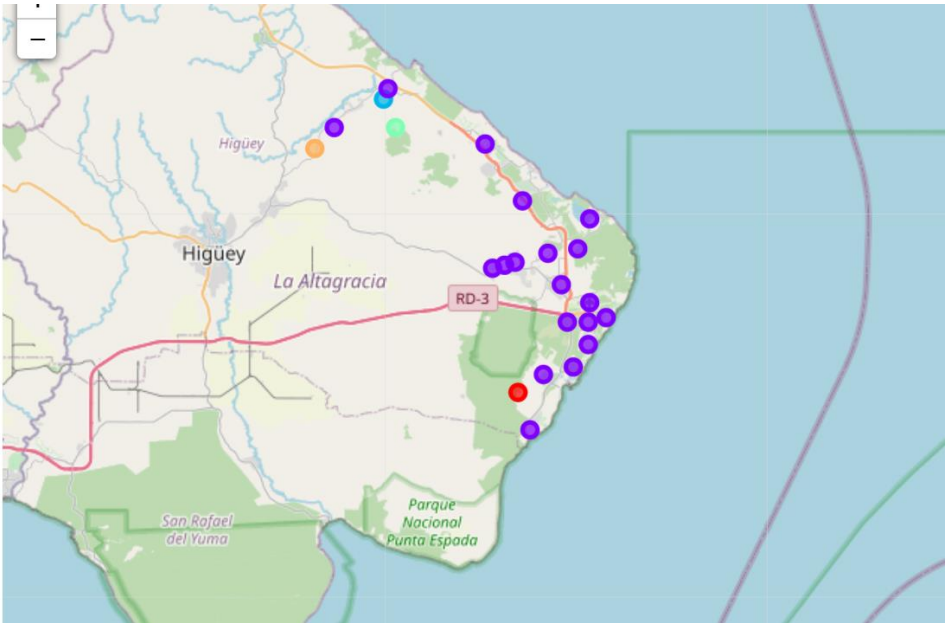 −
Higüey
Higüey
La Altagracia
RD-3
Parque
Nacional
Punta Espada
San Rafael
del Yuma